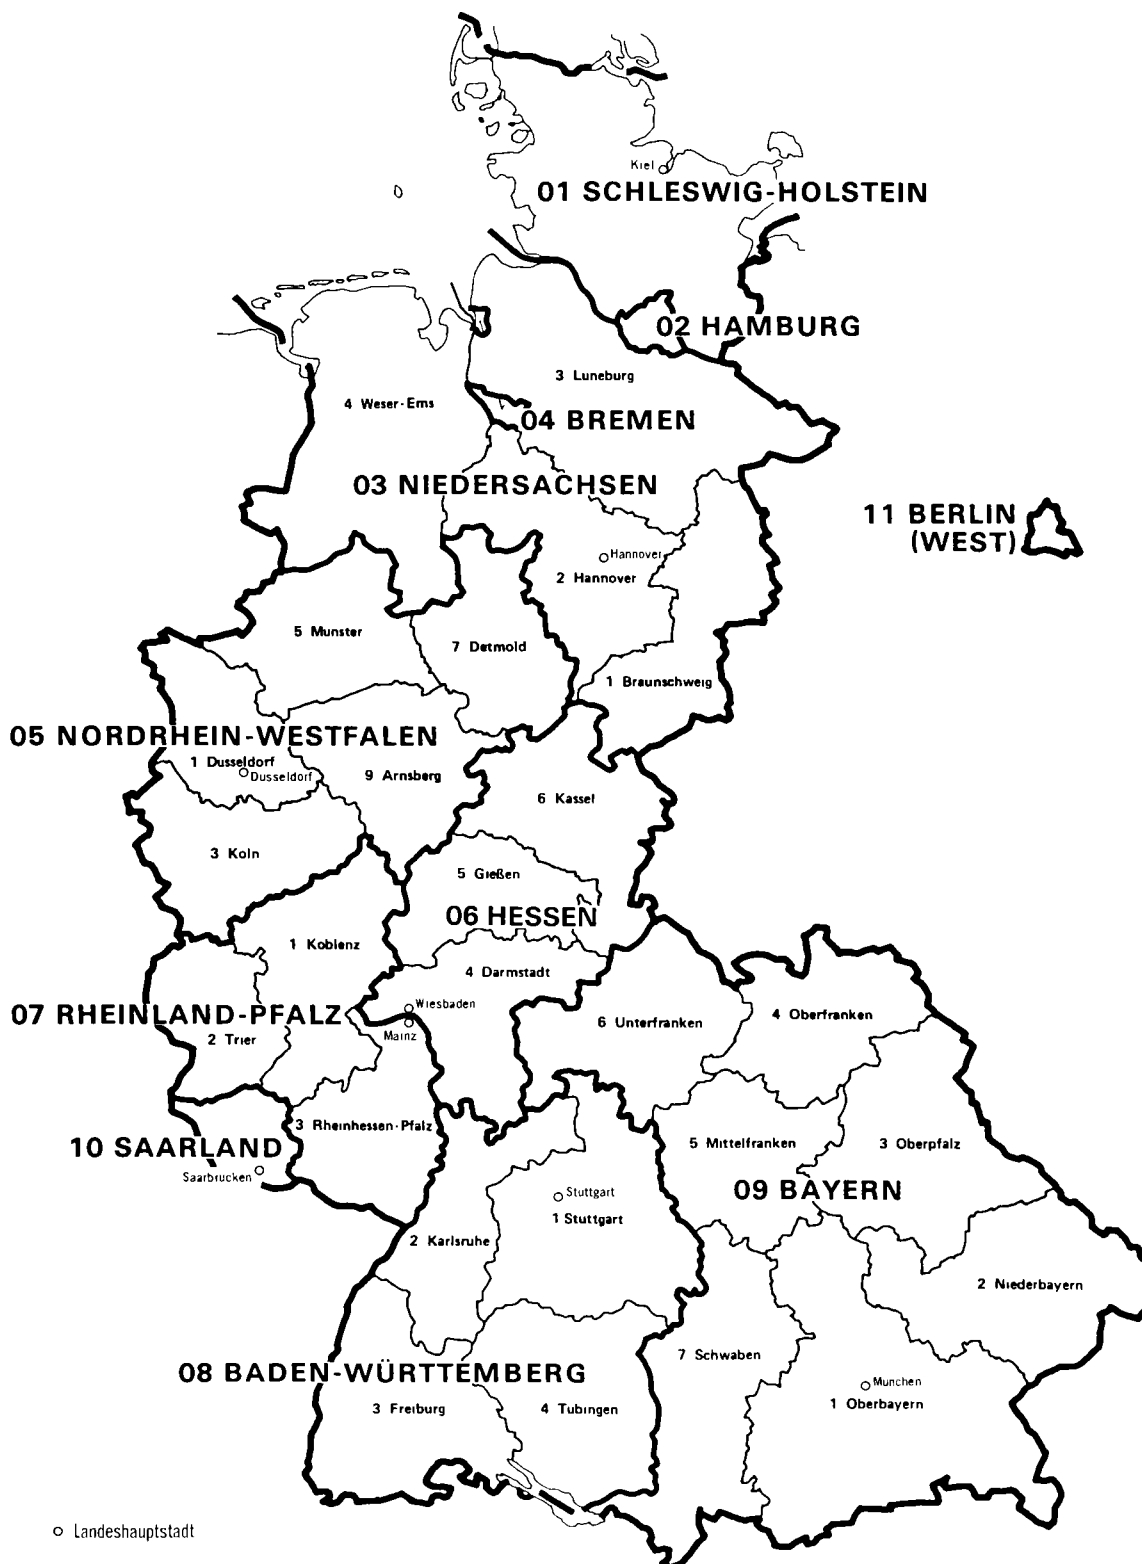 Kiel
01 SCHLESWIG-HOLSTEIN
02 HAMBURG
3 Luneburg
4 Weser-Ems
04 BREMEN
03 NIEDERSACHSEN
11 BERLIN
(WEST)
Hannover
2 Hannover
5 Munster
7 Detmold
1 Braunschweig
05 NORDRHEIN-WESTFALEN
1 Dusseldorf
Dusseldorf
9 Arnsberg
6 Kassel
3 Koln
5 Gießen
06 HESSEN
1 Koblenz
4 Darmstadt
Wiesbaden
07 RHEINLAND-PFALZ
Mainz
2 Trier
6 Unterfranken
4 Oberfranken
3 Rheinhessen-Pfalz
10 SAARLAND
Saarbrucken
5 Mittelfranken
3 Oberpfalz
09 BAYERN
Stuttgart
1 Stuttgart
2 Karlsruhe
2 Niederbayern
7 Schwaben
08 BADEN-WÜRTTEMBERG
Munchen
1 Oberbayern
3 Freiburg
4 Tubingen
Landeshauptstadt